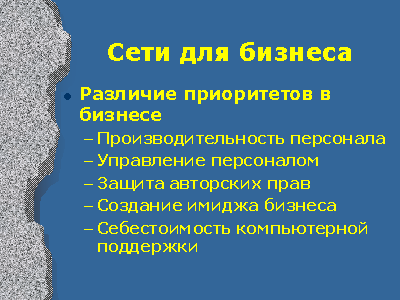 Сети для бизнеса
• Различие приоритетов в
бизнесе
– Производительность персонала
– Управление персоналом
– Защита авторских прав
– Создание имиджа бизнеса
– Себестоимость компьютерной
поддержки